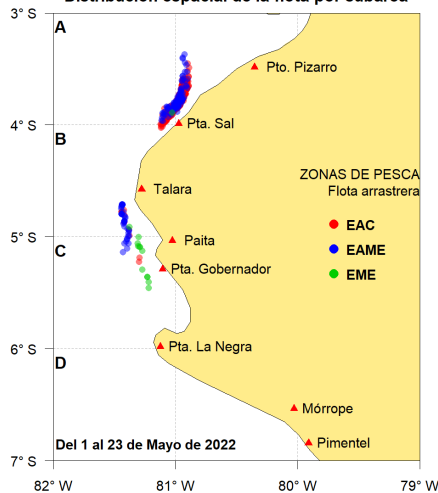 Distribución espacial de la flota por subárea
3° S
A
Pto. Pizarro
4° S
Pta. Sal
B
ZONAS DE PESCA
Flota arrastrera
Talara
EAC
5° S
Paita
EAME
C
Pta. Gobernador
EME
6° S
Pta. La Negra
D
Mórrope
Del 1 al 23 de Mayo de 2022
Pimentel
7° S
82° W
81° W
80° W
79° W